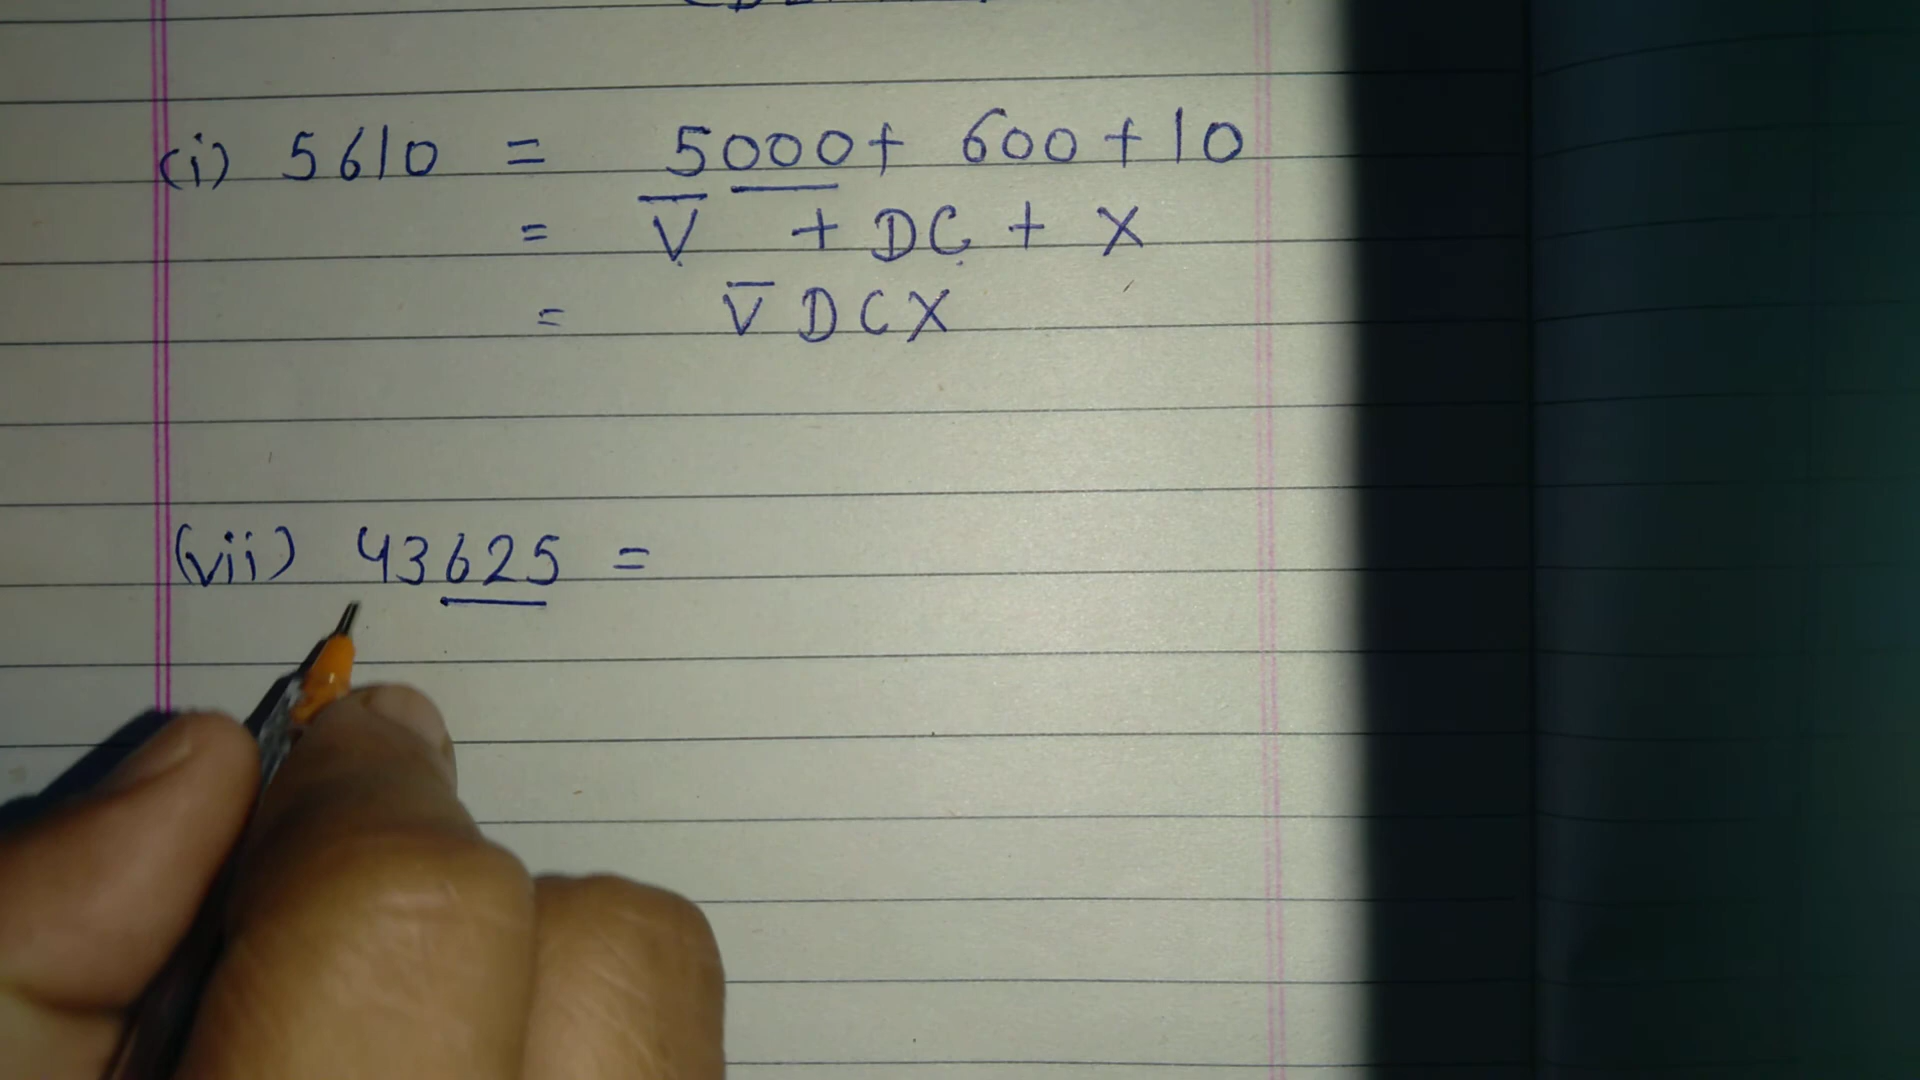 (i) 5610 = 5000+ 600+10
= V̅ + DC + X
= V̅ DCX
(vii) 43625 =